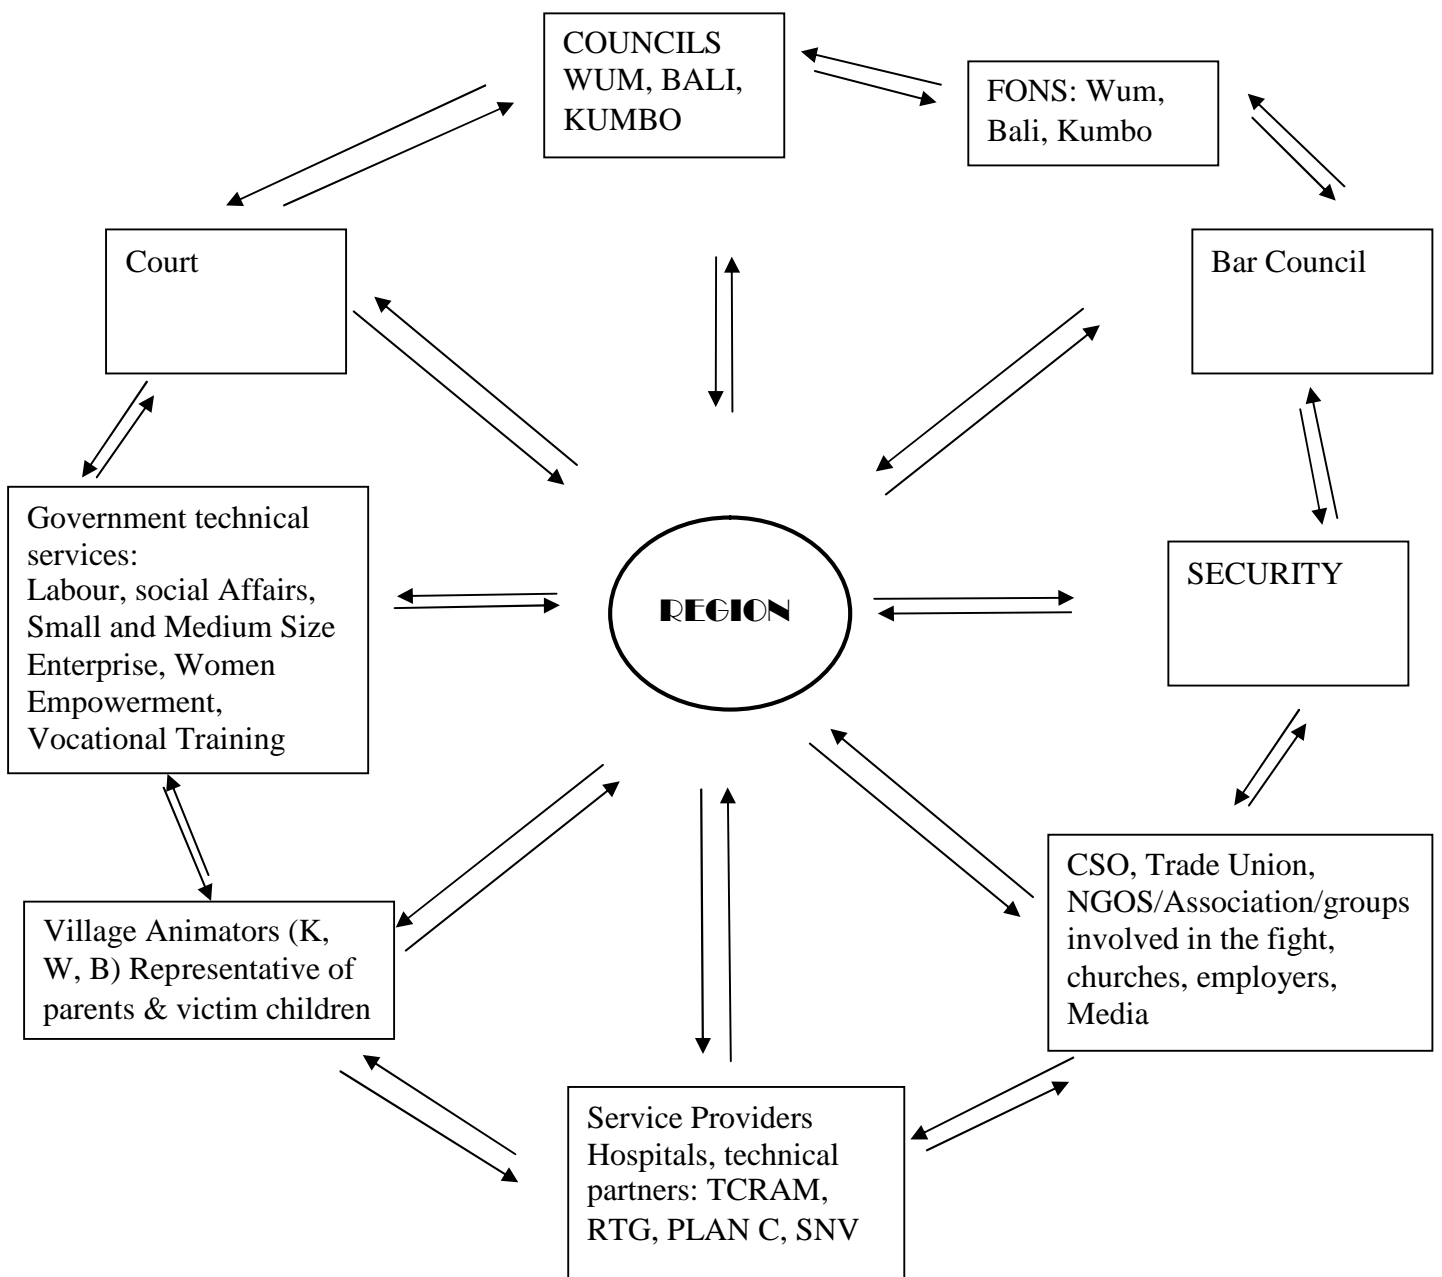 COUNCILS
WUM, BALI,
KUMBO
FONS: Wum,
Bali, Kumbo
Court
Bar Council
Government technical
services:
Labour, social Affairs,
Small and Medium Size
Enterprise, Women
Empowerment,
Vocational Training
REGION
SECURITY
Village Animators (K,
W, B) Representative of
parents & victim children
CSO, Trade Union,
NGOS/Association/groups
involved in the fight,
churches, employers,
Media
Service Providers
Hospitals, technical
partners: TCRAM,
RTG, PLAN C, SNV